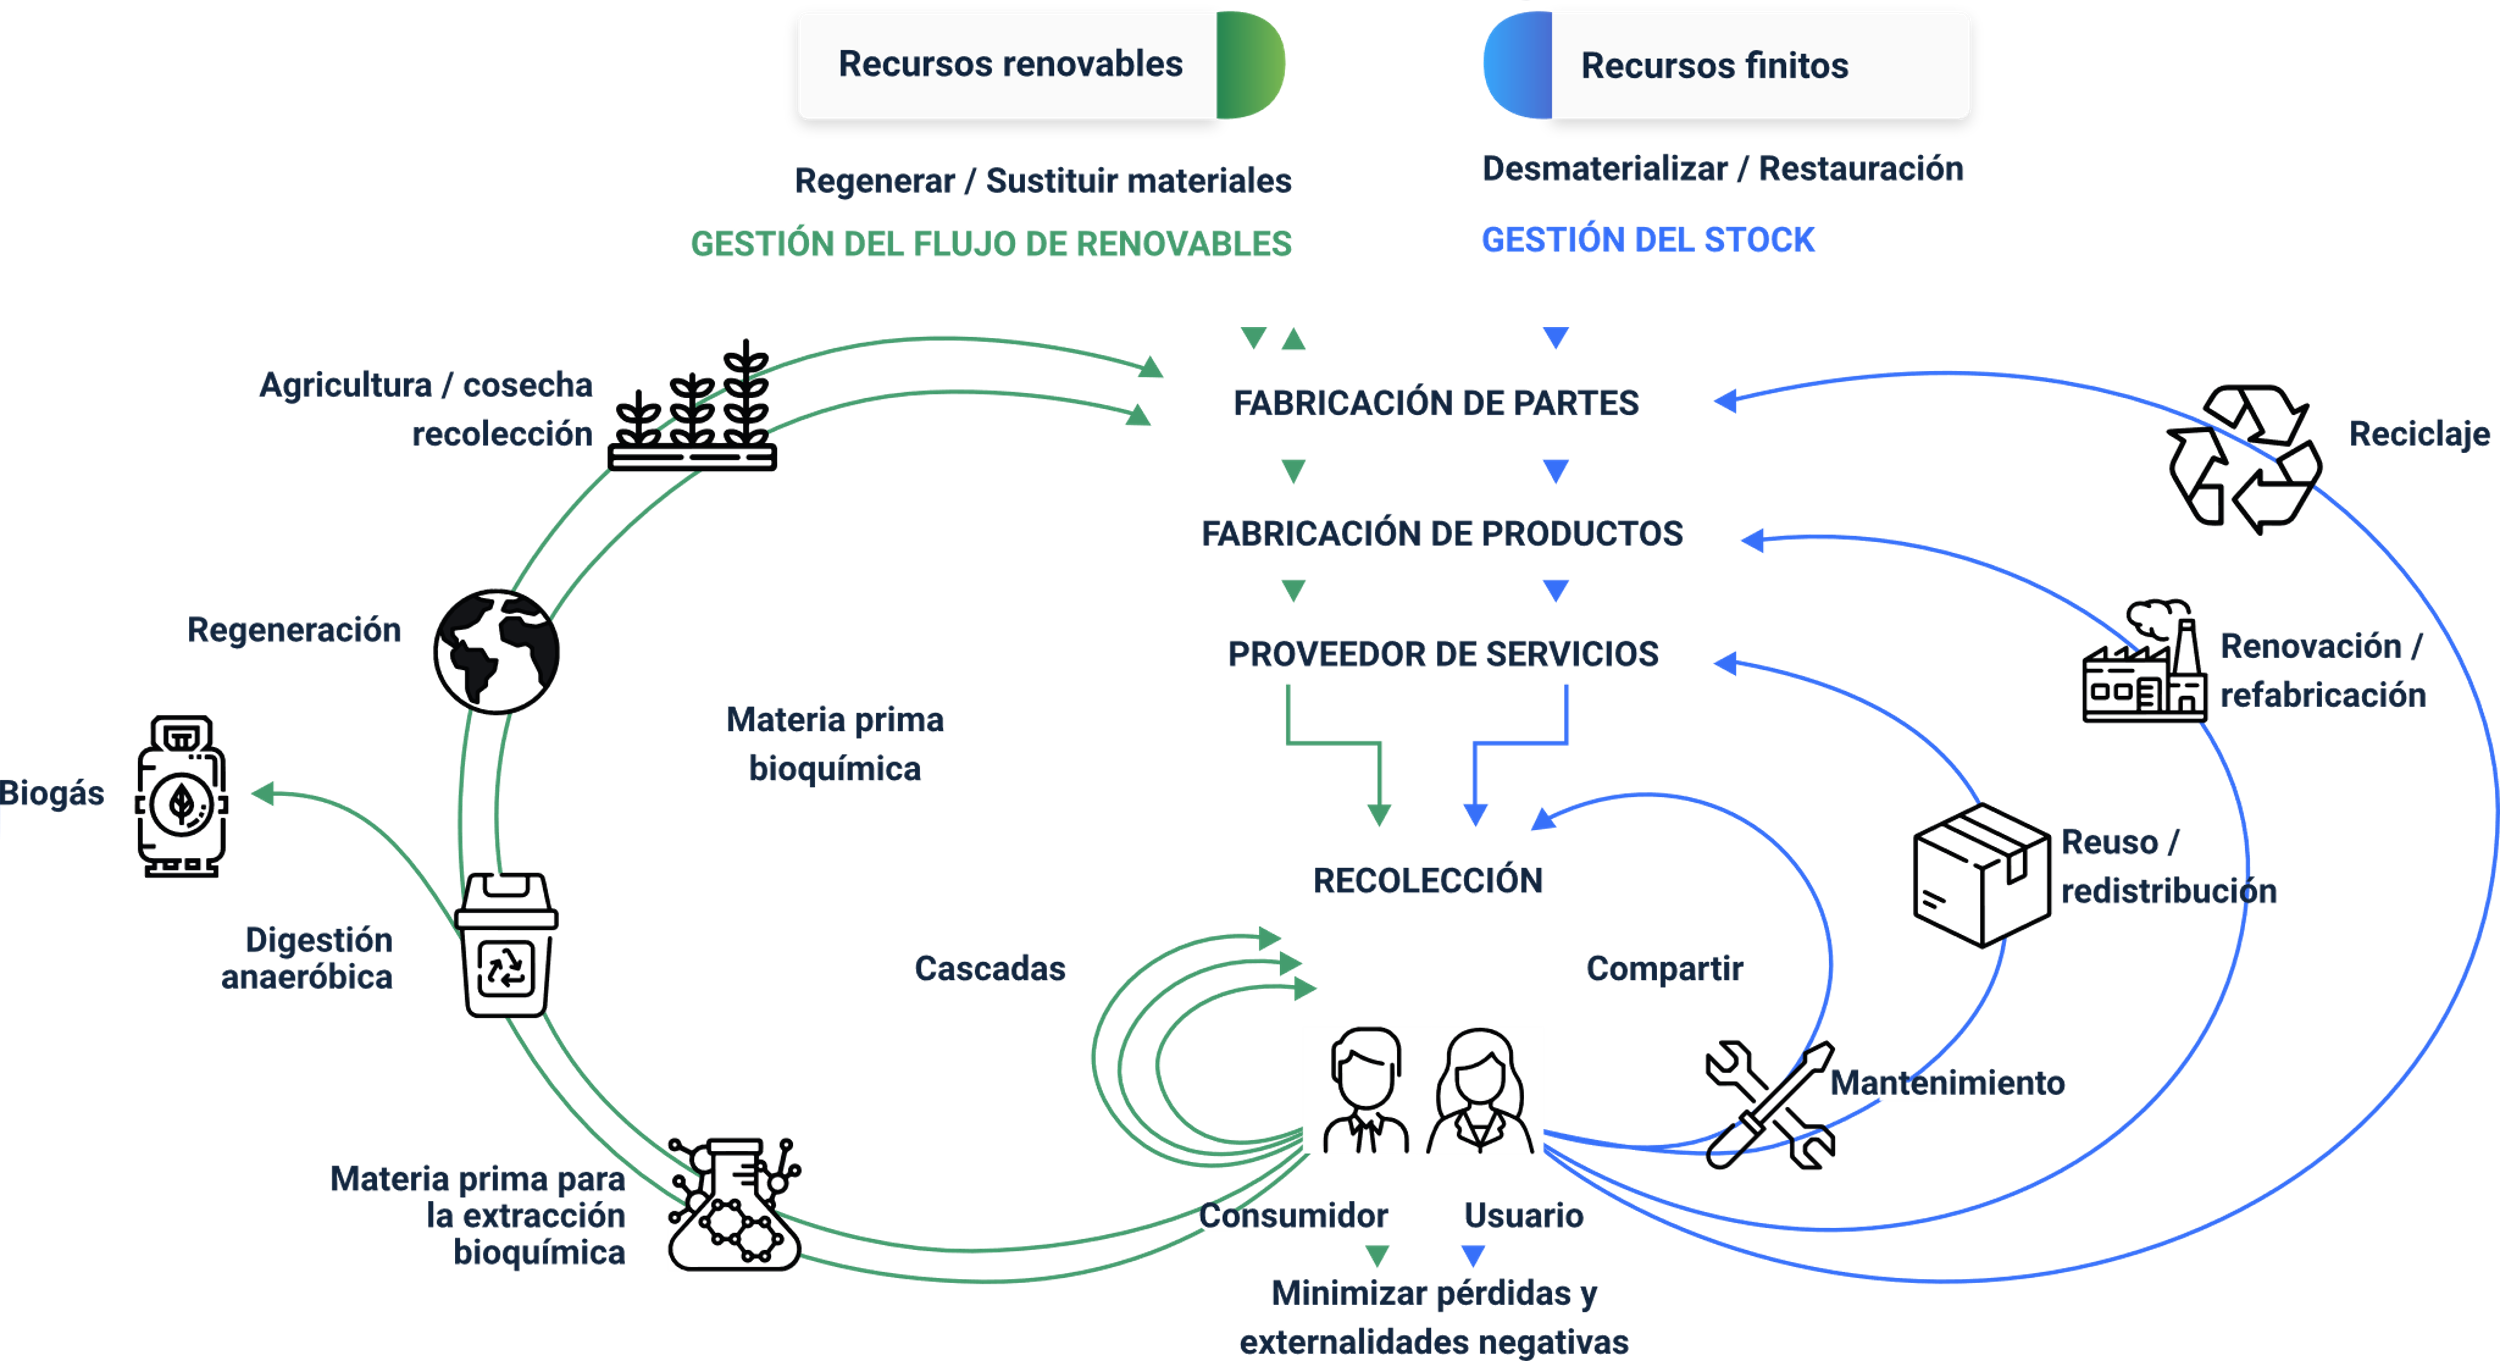 Recursos renovables
Recursos finitos
Regenerar / Sustituir materiales
Desmaterializar / Restauración
GESTIÓN DEL FLUJO DE RENOVABLES
GESTIÓN DEL STOCK
Agricultura / cosecha
recolección
FABRICACIÓN DE PARTES
Reciclaje
FABRICACIÓN DE PRODUCTOS
Regeneración
PROVEEDOR DE SERVICIOS
Renovación /
refabricación
Materia prima
bioquímica
Biogás
Reuso /
redistribución
RECOLECCIÓN
Digestión
anaeróbica
Cascadas
Compartir
Mantenimiento
Materia prima para
la extracción
bioquímica
Consumidor
Usuario
Minimizar pérdidas y
externalidades negativas